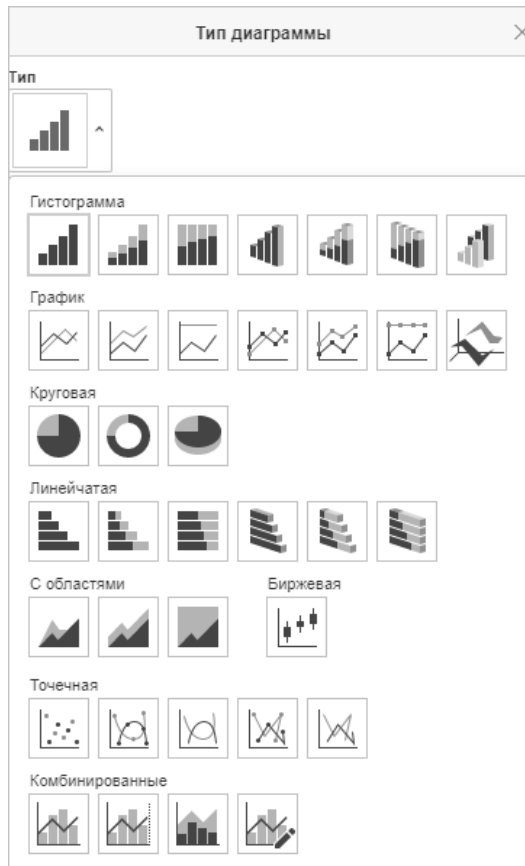 Тип диаграммы
Тип
Гистограмма
График
Круговая
Линейчатая
С областями
Биржевая
Точечная
Комбинированные